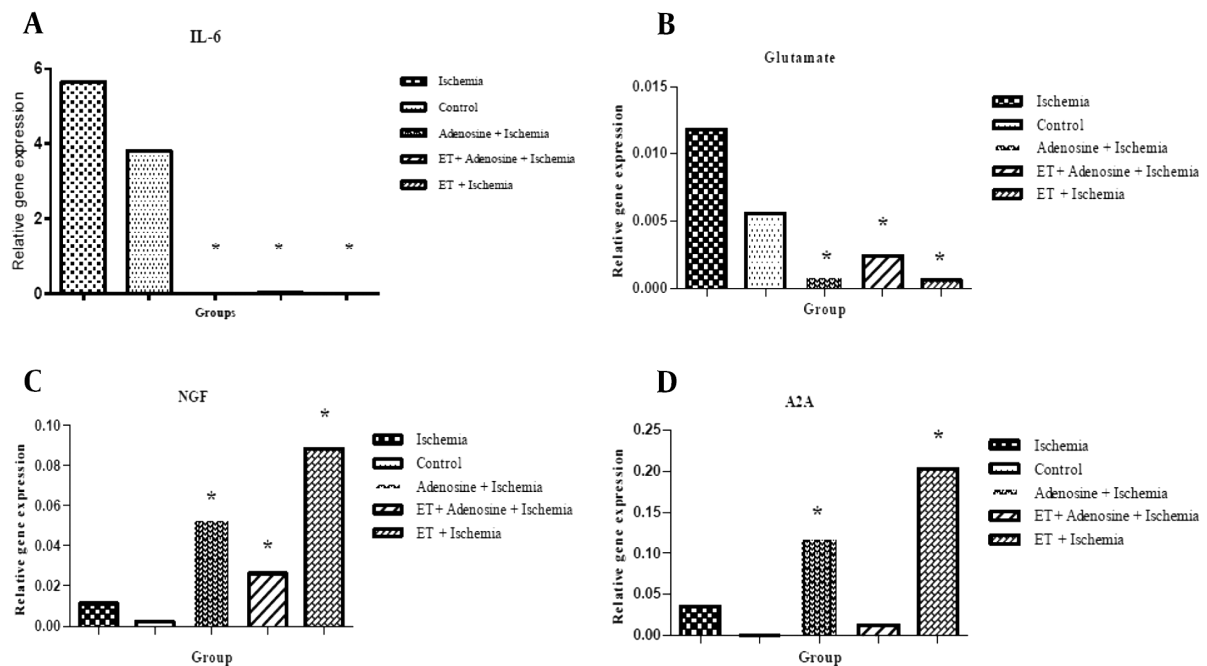 A
IL-6
Relative gene expression
6
4
2
0
* * *
Groups
Ischemia
Control
Adenosine + Ischemia
ET+ Adenosine + Ischemia
ET + Ischemia
B
Glutamate
Relative gene expression
0.015
0.010
0.005
0.000
* * *
Group
Ischemia
Control
Adenosine + Ischemia
ET+ Adenosine + Ischemia
ET + Ischemia
C
NGF
Relative gene expression
0.10
0.08
0.06
0.04
0.02
0.00
* * *
Group
Ischemia
Control
Adenosine + Ischemia
ET+ Adenosine + Ischemia
ET + Ischemia
D
A2A
Relative gene expression
0.25
0.20
0.15
0.10
0.05
0.00
* *
Group
Ischemia
Control
Adenosine + Ischemia
ET+ Adenosine + Ischemia
ET + Ischemia